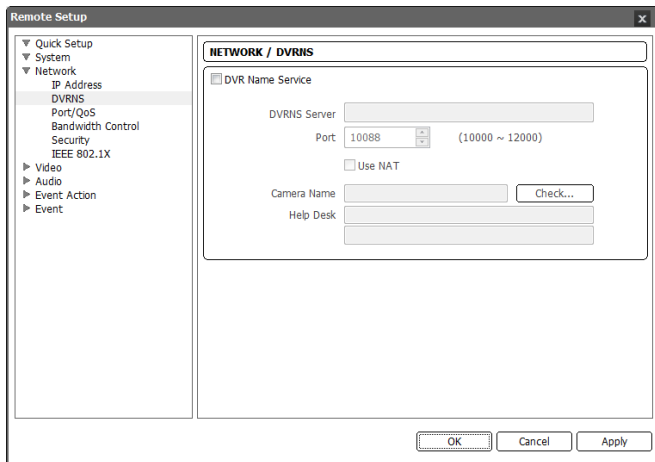 Remote Setup
x
Quick Setup
System
Network
IP Address
DVRNS
Port/QoS
Bandwidth Control
Security
IEEE 802.1X
Video
Audio
Event Action
Event
NETWORK / DVRNS
DVR Name Service
DVRNS Server
Port 10088 (10000 ~ 12000)
Use NAT
Camera Name Check...
Help Desk
OK Cancel Apply